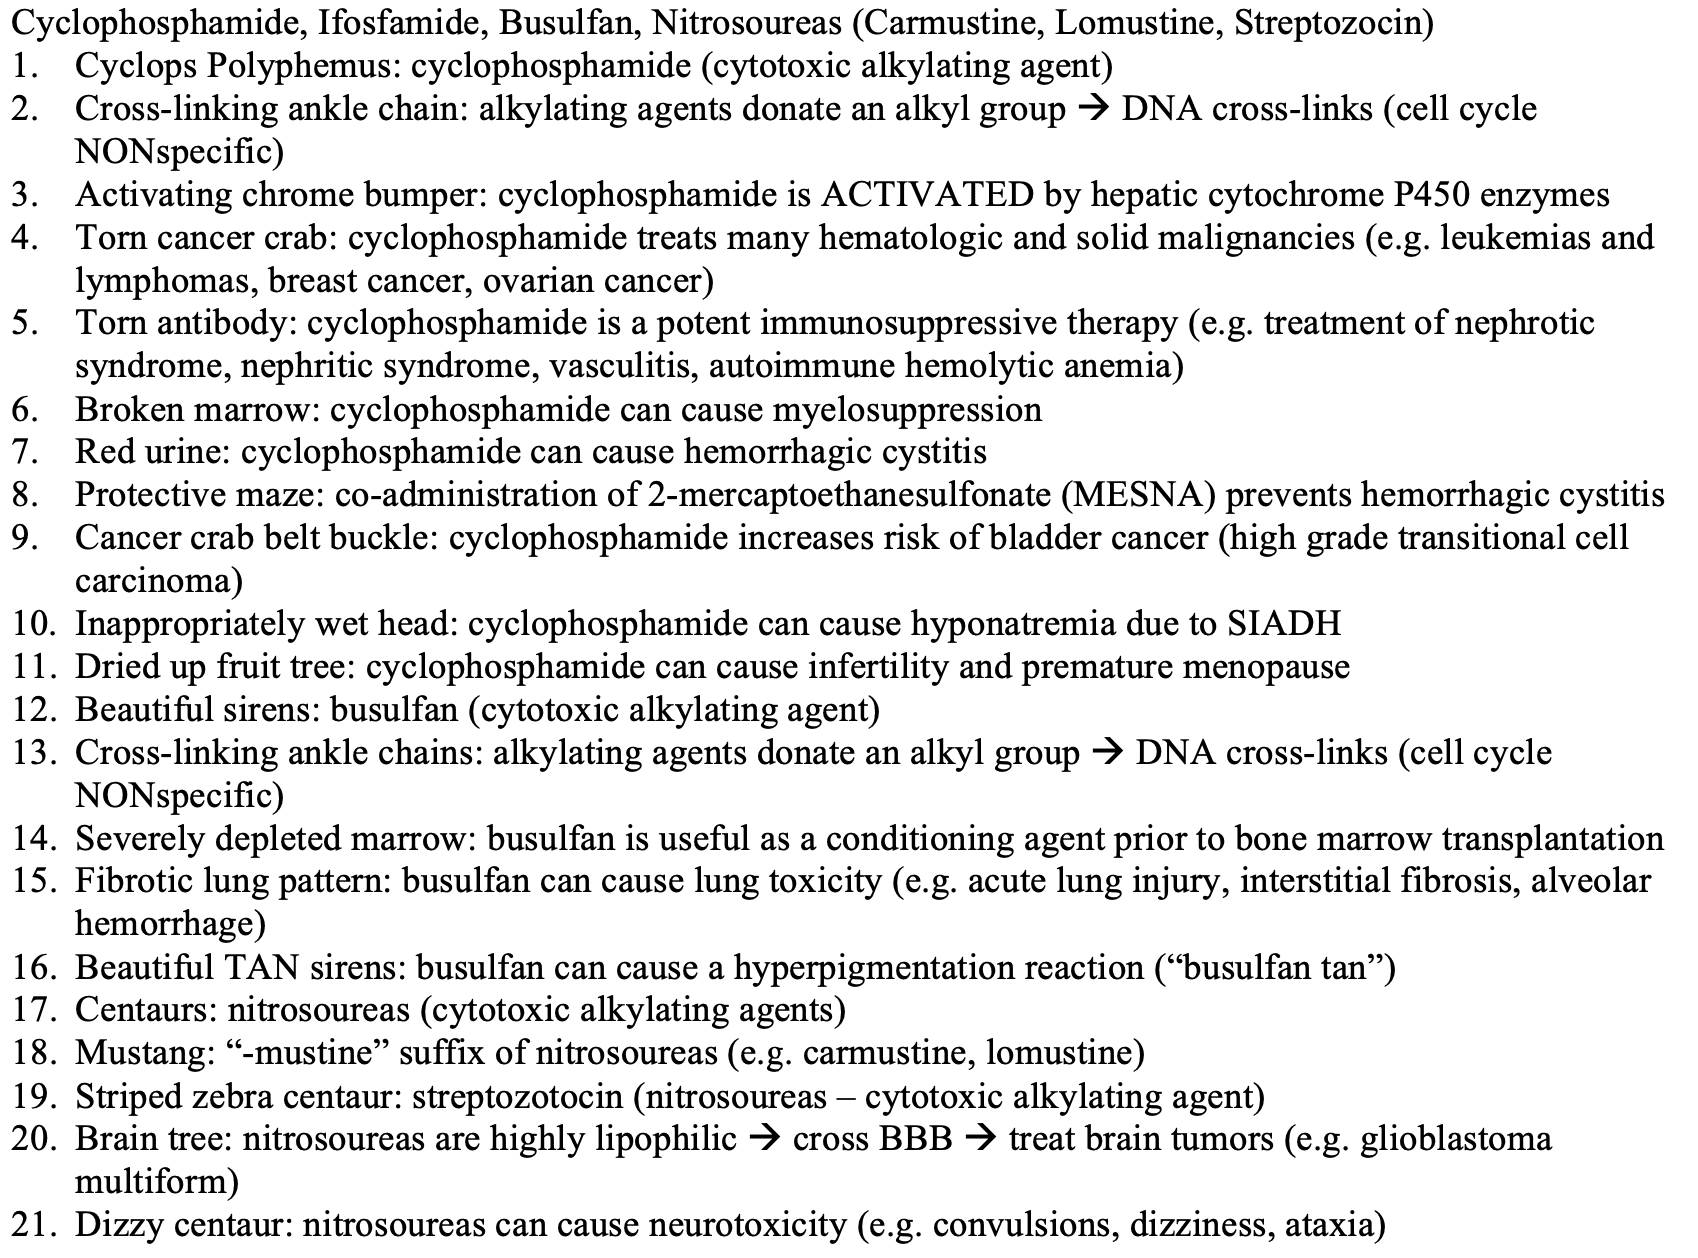 Cyclophosphamide, Ifosfamide, Busulfan, Nitrosoureas (Carmustine, Lomustine, Streptozocin)
1. Cyclops Polyphemus: cyclophosphamide (cytotoxic alkylating agent)
2. Cross-linking ankle chain: alkylating agents donate an alkyl group → DNA cross-links (cell cycle
NONspecific)
3. Activating chrome bumper: cyclophosphamide is ACTIVATED by hepatic cytochrome P450 enzymes
4. Torn cancer crab: cyclophosphamide treats many hematologic and solid malignancies (e.g. leukemias and
lymphomas, breast cancer, ovarian cancer)
5. Torn antibody: cyclophosphamide is a potent immunosuppressive therapy (e.g. treatment of nephrotic
syndrome, nephritic syndrome, vasculitis, autoimmune hemolytic anemia)
6. Broken marrow: cyclophosphamide can cause myelosuppression
7. Red urine: cyclophosphamide can cause hemorrhagic cystitis
8. Protective maze: co-administration of 2-mercaptoethanesulfonate (MESNA) prevents hemorrhagic cystitis
9. Cancer crab belt buckle: cyclophosphamide increases risk of bladder cancer (high grade transitional cell
carcinoma)
10. Inappropriately wet head: cyclophosphamide can cause hyponatremia due to SIADH
11. Dried up fruit tree: cyclophosphamide can cause infertility and premature menopause
12. Beautiful sirens: busulfan (cytotoxic alkylating agent)
13. Cross-linking ankle chains: alkylating agents donate an alkyl group → DNA cross-links (cell cycle
NONspecific)
14. Severely depleted marrow: busulfan is useful as a conditioning agent prior to bone marrow transplantation
15. Fibrotic lung pattern: busulfan can cause lung toxicity (e.g. acute lung injury, interstitial fibrosis, alveolar
hemorrhage)
16. Beautiful TAN sirens: busulfan can cause a hyperpigmentation reaction (“busulfan tan”)
17. Centaurs: nitrosoureas (cytotoxic alkylating agents)
18. Mustang: “-mustine” suffix of nitrosoureas (e.g. carmustine, lomustine)
19. Striped zebra centaur: streptozotocin (nitrosoureas – cytotoxic alkylating agent)
20. Brain tree: nitrosoureas are highly lipophilic → cross BBB → treat brain tumors (e.g. glioblastoma
multiform)
21. Dizzy centaur: nitrosoureas can cause neurotoxicity (e.g. convulsions, dizziness, ataxia)